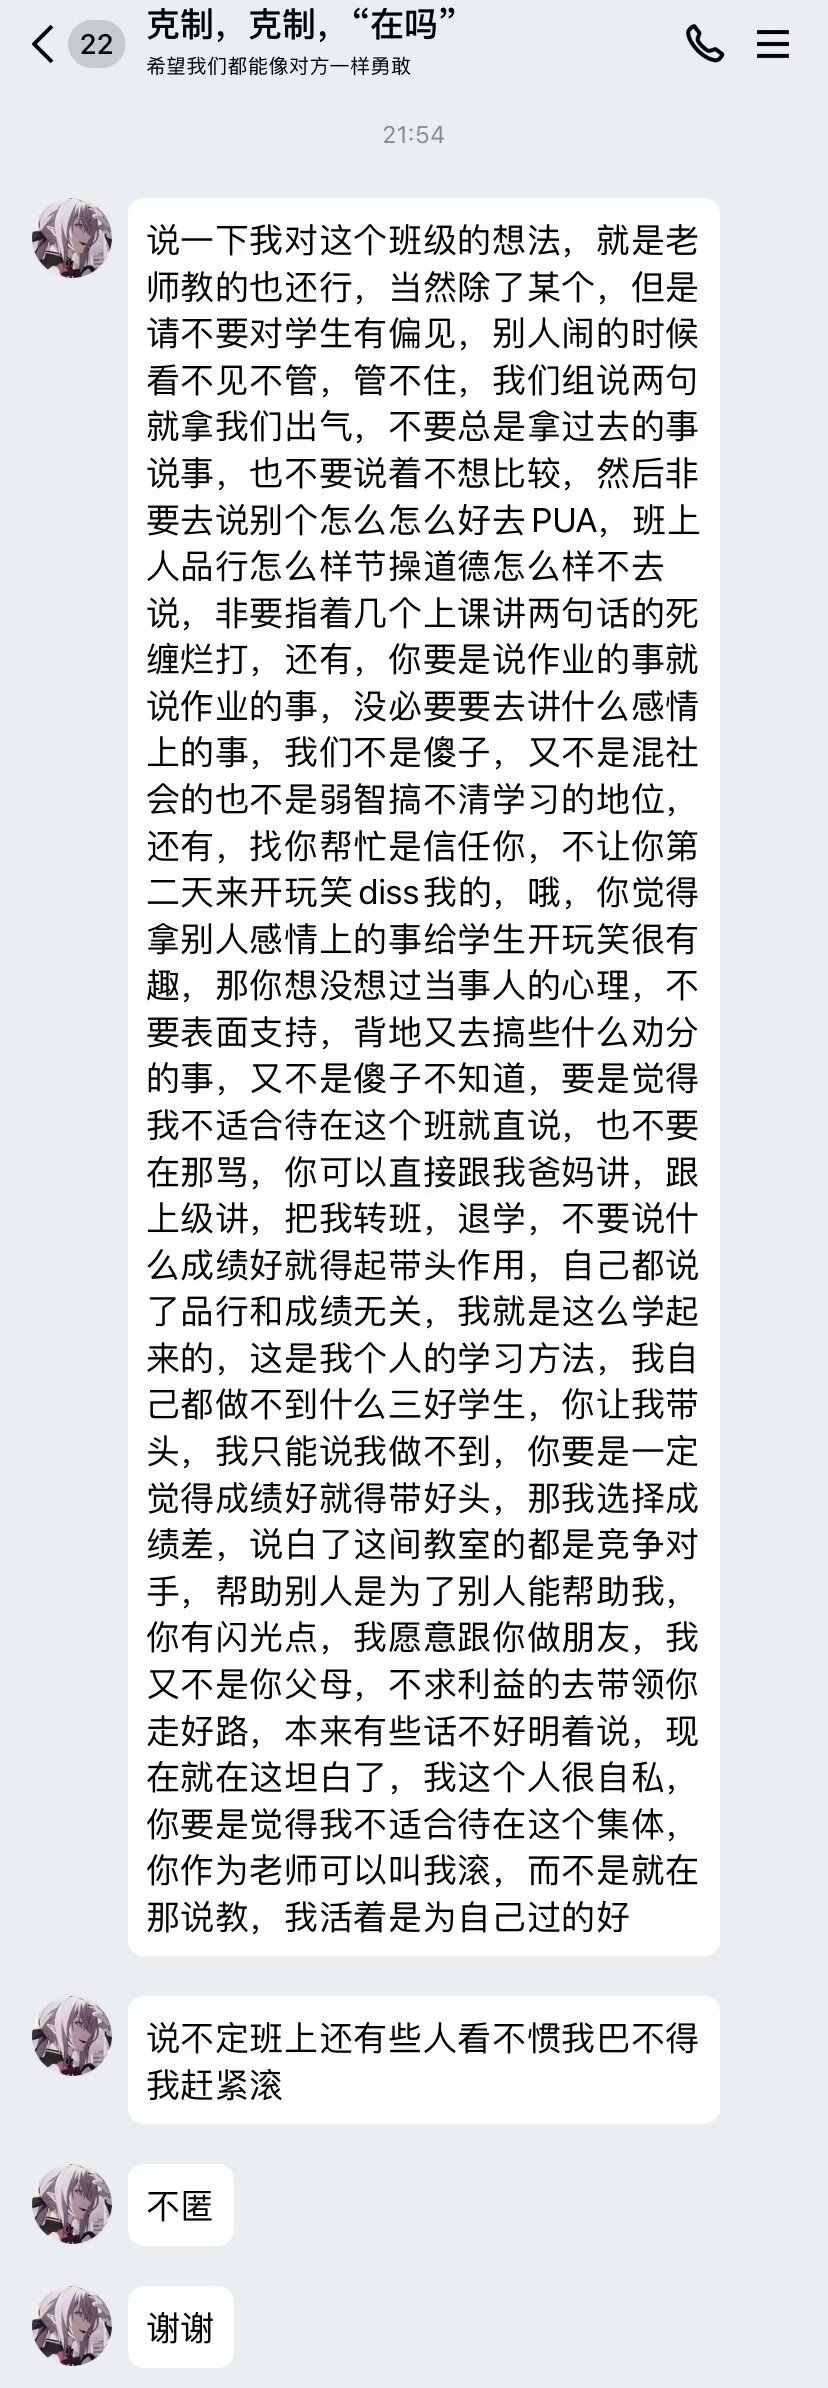 22
克制，克制，“在吗”
希望我们都能像对方一样勇敢
21:54
说一下我对这个班级的想法，就是老
师教的也还行，当然除了某个，但是
请不要对学生有偏见，别人闹的时候
看不见不管，管不住，我们组说两句
就拿我们出气，不要总是拿过去的事
说事，也不要说着不想比较，然后非
要去说别个怎么怎么好去PUA，班上
人品行怎么样节操道德怎么样不去
说，非要指着几个上课讲两句话的死
缠烂打，还有，你要是说作业的事就
说作业的事，没必要要去讲什么感情
上的事，我们不是傻子，又不是混社
会的也不是弱智搞不清学习的地位，
还有，找你帮忙是信任你，不让你第
二天来开玩笑diss我的，哦，你觉得
拿别人感情上的事给学生开玩笑很有
趣，那你想没想过当事人的心理，不
要表面支持，背地又去搞些什么劝分
的事，又不是傻子不知道，要是觉得
我不适合待在这个班就直说，也不要
在那骂，你可以直接跟我爸妈讲，跟
上级讲，把我转班，退学，不要说什
么成绩好就得起带头作用，自己都说
了品行和成绩无关，我就是这么学起
来的，这是我个人的学习方法，我自
己都做不到什么三好学生，你让我带
头，我只能说我做不到，你要是一定
觉得成绩好就得带好头，那我选择成
绩差，说白了这间教室的都是竞争对
手，帮助别人是为了别人能帮助我，
你有闪光点，我愿意跟你做朋友，我
又不是你父母，不求利益的去带领你
走好路，本来有些话不好明着说，现
在就在这坦白了，我这个人很自私，
你要是觉得我不适合待在这个集体，
你作为老师可以叫我滚，而不是就在
那说教，我活着是为自己过的好
说不定班上还有些人看不惯我巴不得
我赶紧滚
不匿
谢谢